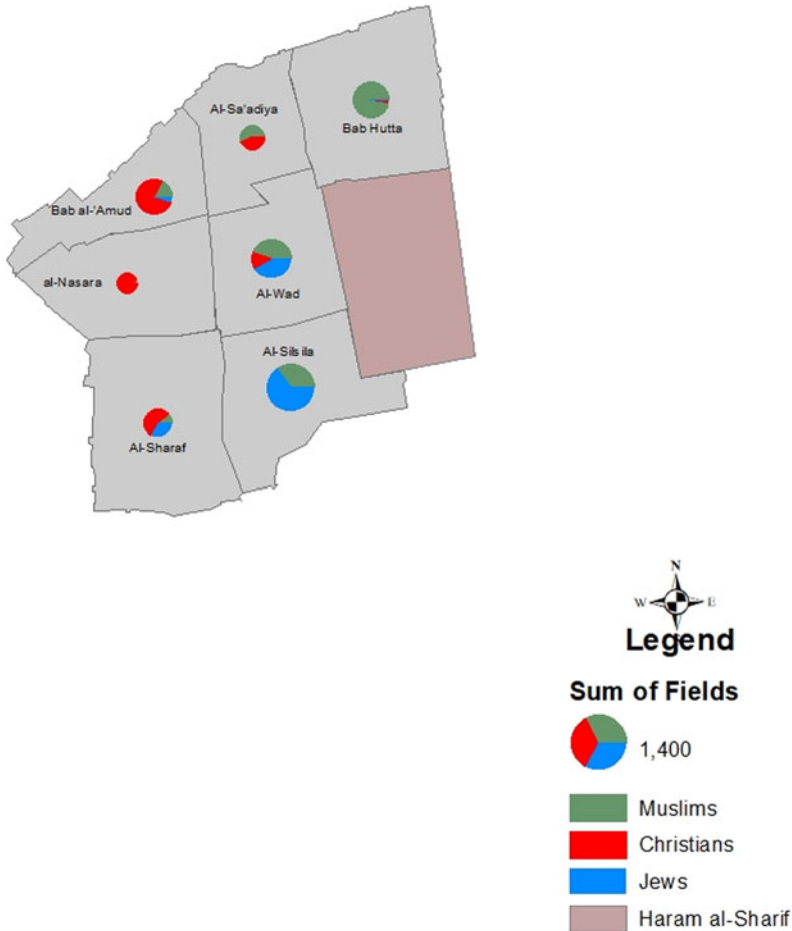 Al-Sa'adiya
Bab Hutta
'Bab al-'Amud
al-Nasara
Al-Wad
Al-Silsila
Al-Sharaf
N
W E
Legend
Sum of Fields
1,400
Muslims
Christians
Jews
Haram al-Sharif